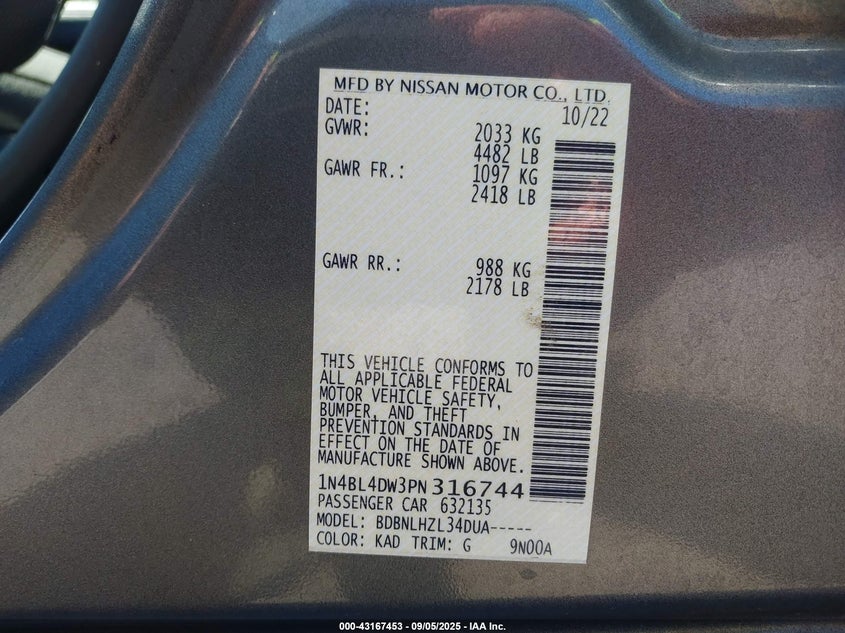 MFD BY NISSAN MOTOR CO., LTD.
DATE: 10/22
GVWR: 2033 KG
4482 LB
GAWR FR.: 1097 KG
2418 LB
GAWR RR.: 988 KG
2178 LB
THIS VEHICLE CONFORMS TO
ALL APPLICABLE FEDERAL
MOTOR VEHICLE SAFETY,
BUMPER, AND THEFT
PREVENTION STANDARDS IN
EFFECT ON THE DATE OF
MANUFACTURE SHOWN ABOVE.
1N4BL4DW3PN316744
PASSENGER CAR 632135
MODEL: BDBNLHZL34DUA-----
COLOR: KAD TRIM: G 9N00A
000-43167453 - 09/05/2025 - IAA Inc.